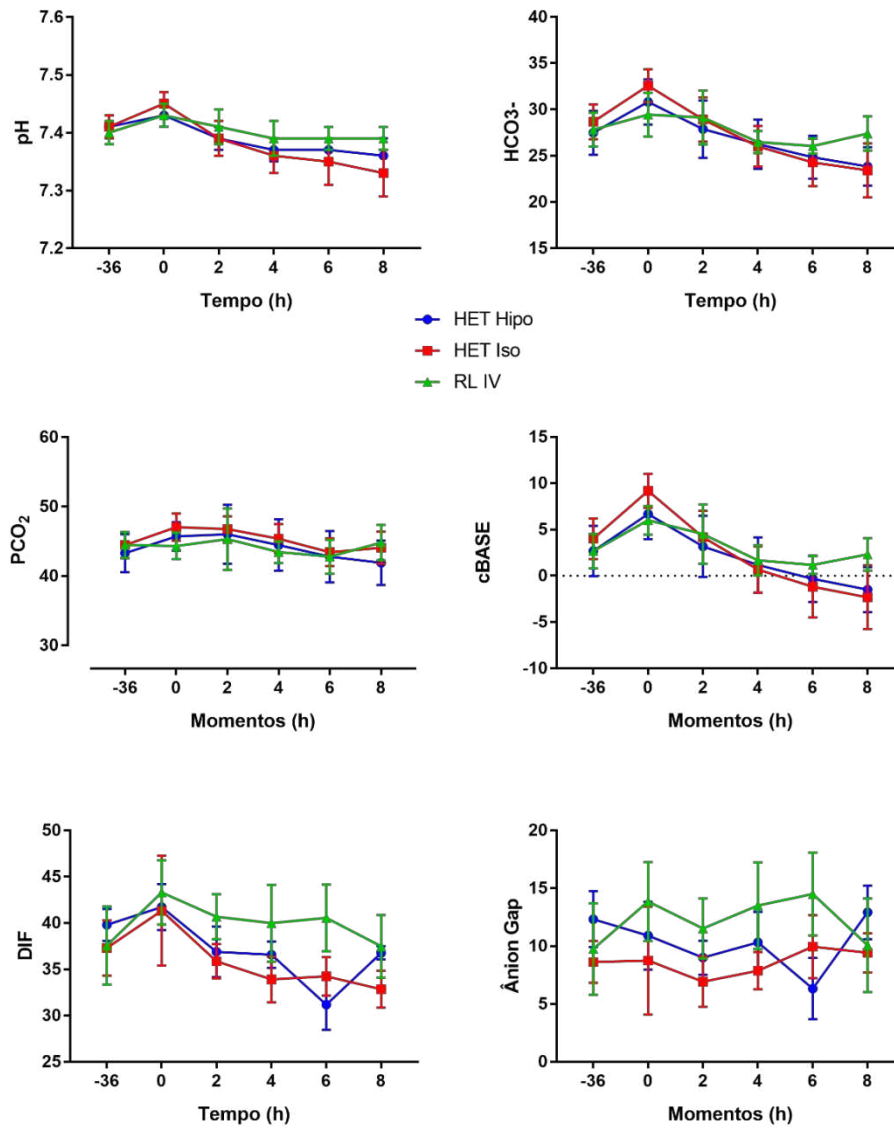 7.6
7.5
7.4
7.3
7.2
pH
-36 0 2 4 6 8
Tempo (h)
40
35
30
25
20
15
HCO3-
-36 0 2 4 6 8
Tempo (h)
HET Hipo
HET Iso
RL IV
60
50
40
30
PCO2
-36 0 2 4 6 8
Momentos (h)
15
10
5
0
-5
-10
cBASE
-36 0 2 4 6 8
Momentos (h)
50
45
40
35
30
25
DIF
-36 0 2 4 6 8
Tempo (h)
20
15
10
5
0
Ânion Gap
-36 0 2 4 6 8
Momentos (h)